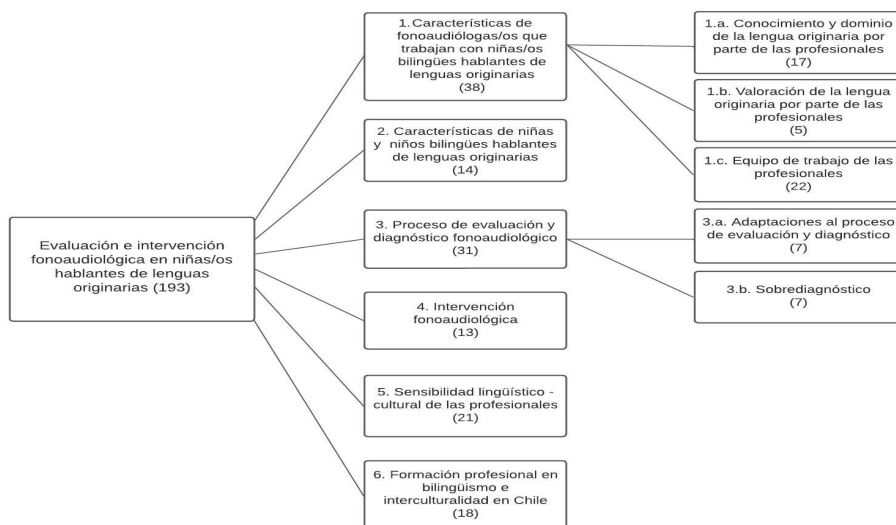 Evaluación e intervención
fonoaudiológica en niñas/os
hablantes de lenguas
originarias (193)
1.Características de
fonoaudiólogas/os que
trabajan con niñas/os
bilingües hablantes de
lenguas originarias
(38)
1.a. Conocimiento y dominio
de la lengua originaria por
parte de las profesionales
(17)
1.b. Valoración de la lengua
originaria por parte de las
profesionales
(5)
1.c. Equipo de trabajo de las
profesionales
(22)
2. Características de niñas
y niños bilingües hablantes
de lenguas originarias
(14)
3. Proceso de evaluación y
diagnóstico fonoaudiológico
(31)
3.a. Adaptaciones al proceso
de evaluación y diagnóstico
(7)
3.b. Sobrediagnóstico
(7)
4. Intervención
fonoaudiológica
(13)
5. Sensibilidad lingüístico -
cultural de las profesionales
(21)
6. Formación profesional en
bilingüismo e
interculturalidad en Chile
(18)